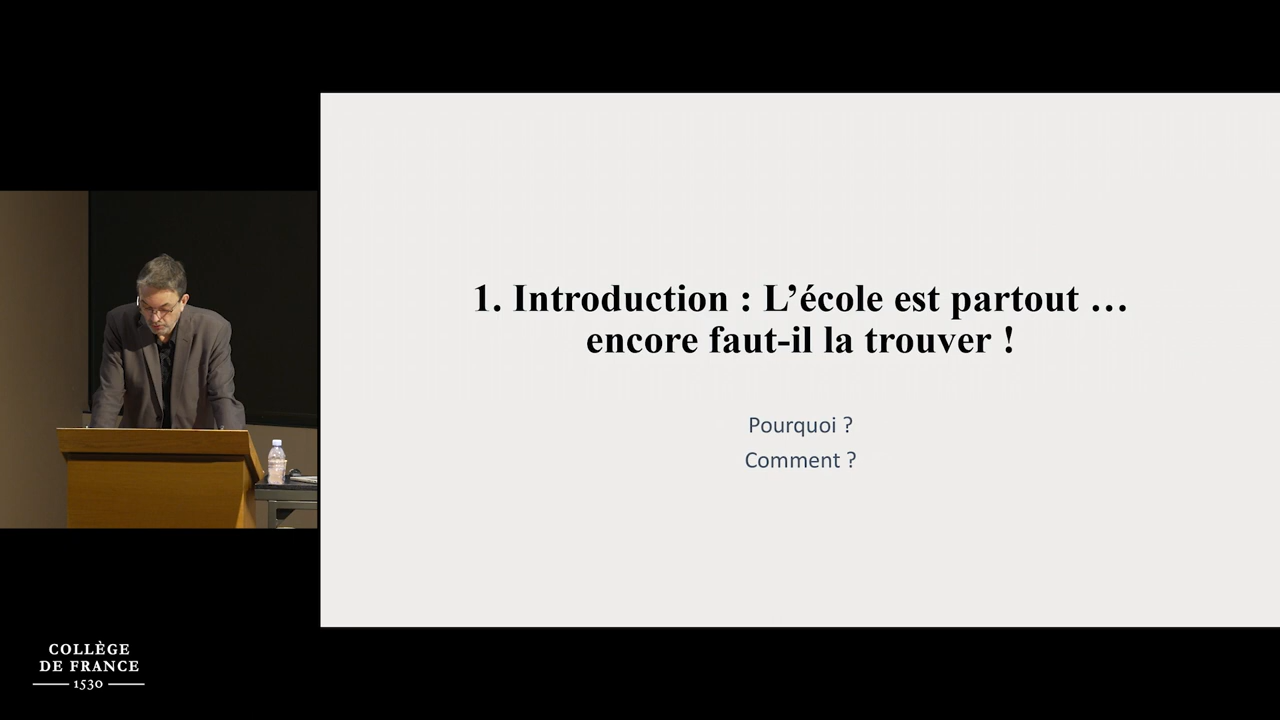 1. Introduction : L’école est partout …
encore faut-il la trouver !
Pourquoi ?
Comment ?
COLLÈGE
DE FRANCE
1530